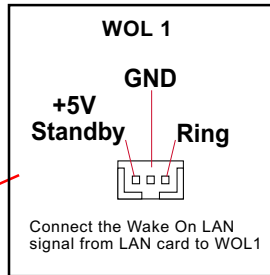 WOL 1
GND
+5V
Standby
Ring
Connect the Wake On LAN
signal from LAN card to WOL1